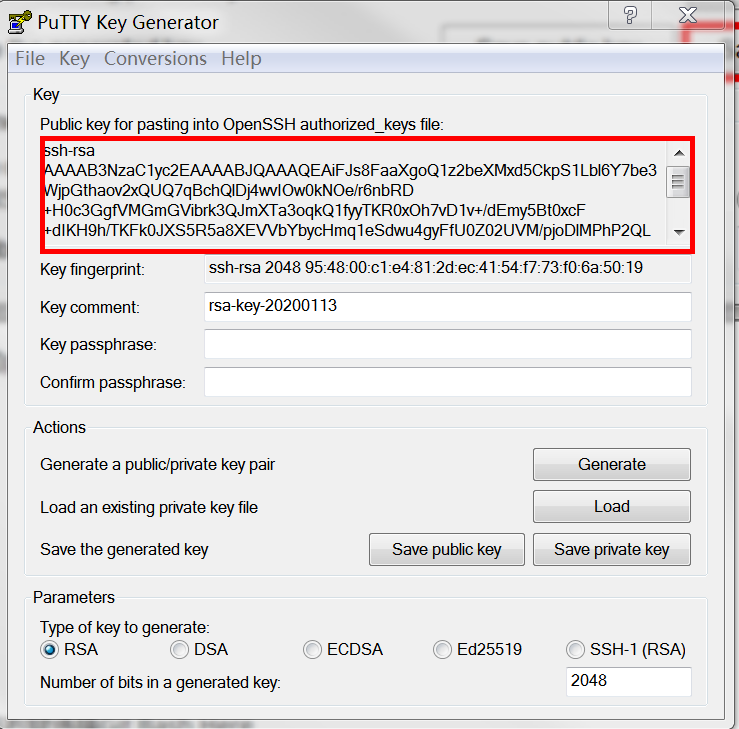 PuTTY Key Generator
File Key Conversions Help
Key
Public key for pasting into OpenSSH authorized_keys file:
ssh-rsa
AAAAB3NzaC1yc2EAAAABJQAAAQEAiFJs8FaaXgoQ1z2beXMxd5CkpS1Lbl6Y7be3
WjpGthaov2xQUQ7qBchQlDj4wvIOw0kNOe/r6nbRD
+H0c3GgfVMGmGVibrk3QJmXTa3oqkQ1fyyTKR0xOh7vD1v+/dEmy5Bt0xcF
+dIKH9h/TKFk0JXS5R5a8XEVVbYbycHmq1eSdwu4gyFfU0Z02UVM/pjoDlMPhP2QL
Key fingerprint: ssh-rsa 2048 95:48:00:c1:e4:81:2d:ec:41:54:f7:73:f0:6a:50:19
Key comment: rsa-key-20200113
Key passphrase:
Confirm passphrase:
Actions
Generate a public/private key pair Generate
Load an existing private key file Load
Save the generated key Save public key Save private key
Parameters
Type of key to generate:
RSA DSA ECDSA Ed25519 SSH-1 (RSA)
Number of bits in a generated key: 2048